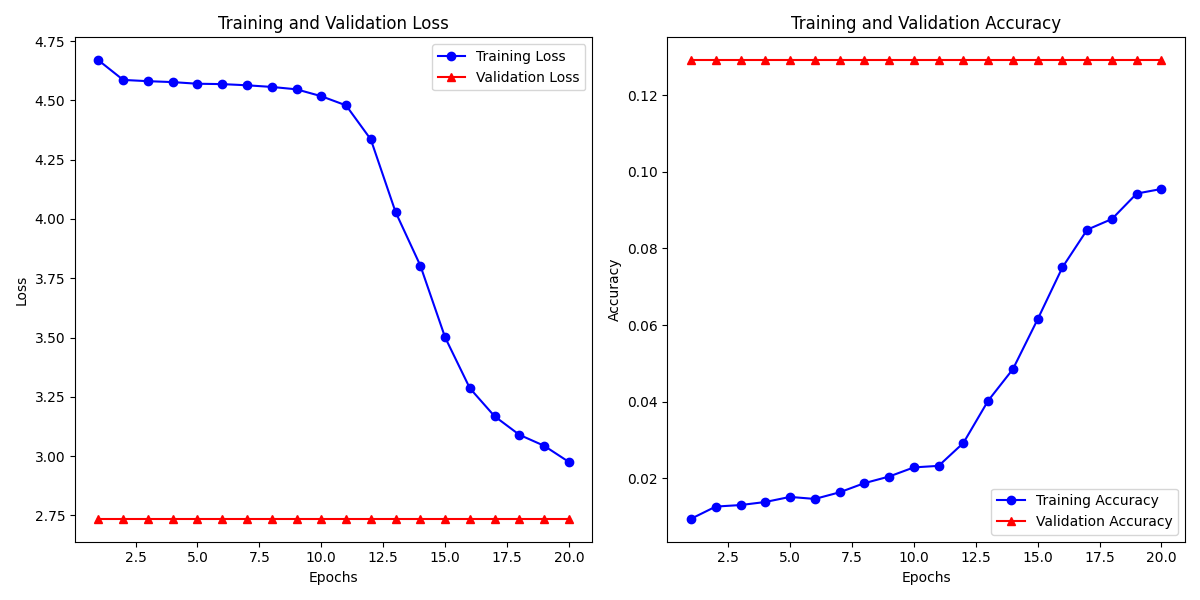 Training and Validation Loss
4.75
4.50
4.25
4.00
3.75
3.50
3.25
3.00
2.75
Loss
Training Loss
Validation Loss
2.5 5.0 7.5 10.0 12.5 15.0 17.5 20.0
Epochs
Training and Validation Accuracy
0.12
0.10
0.08
0.06
0.04
0.02
Accuracy
Training Accuracy
Validation Accuracy
2.5 5.0 7.5 10.0 12.5 15.0 17.5 20.0
Epochs